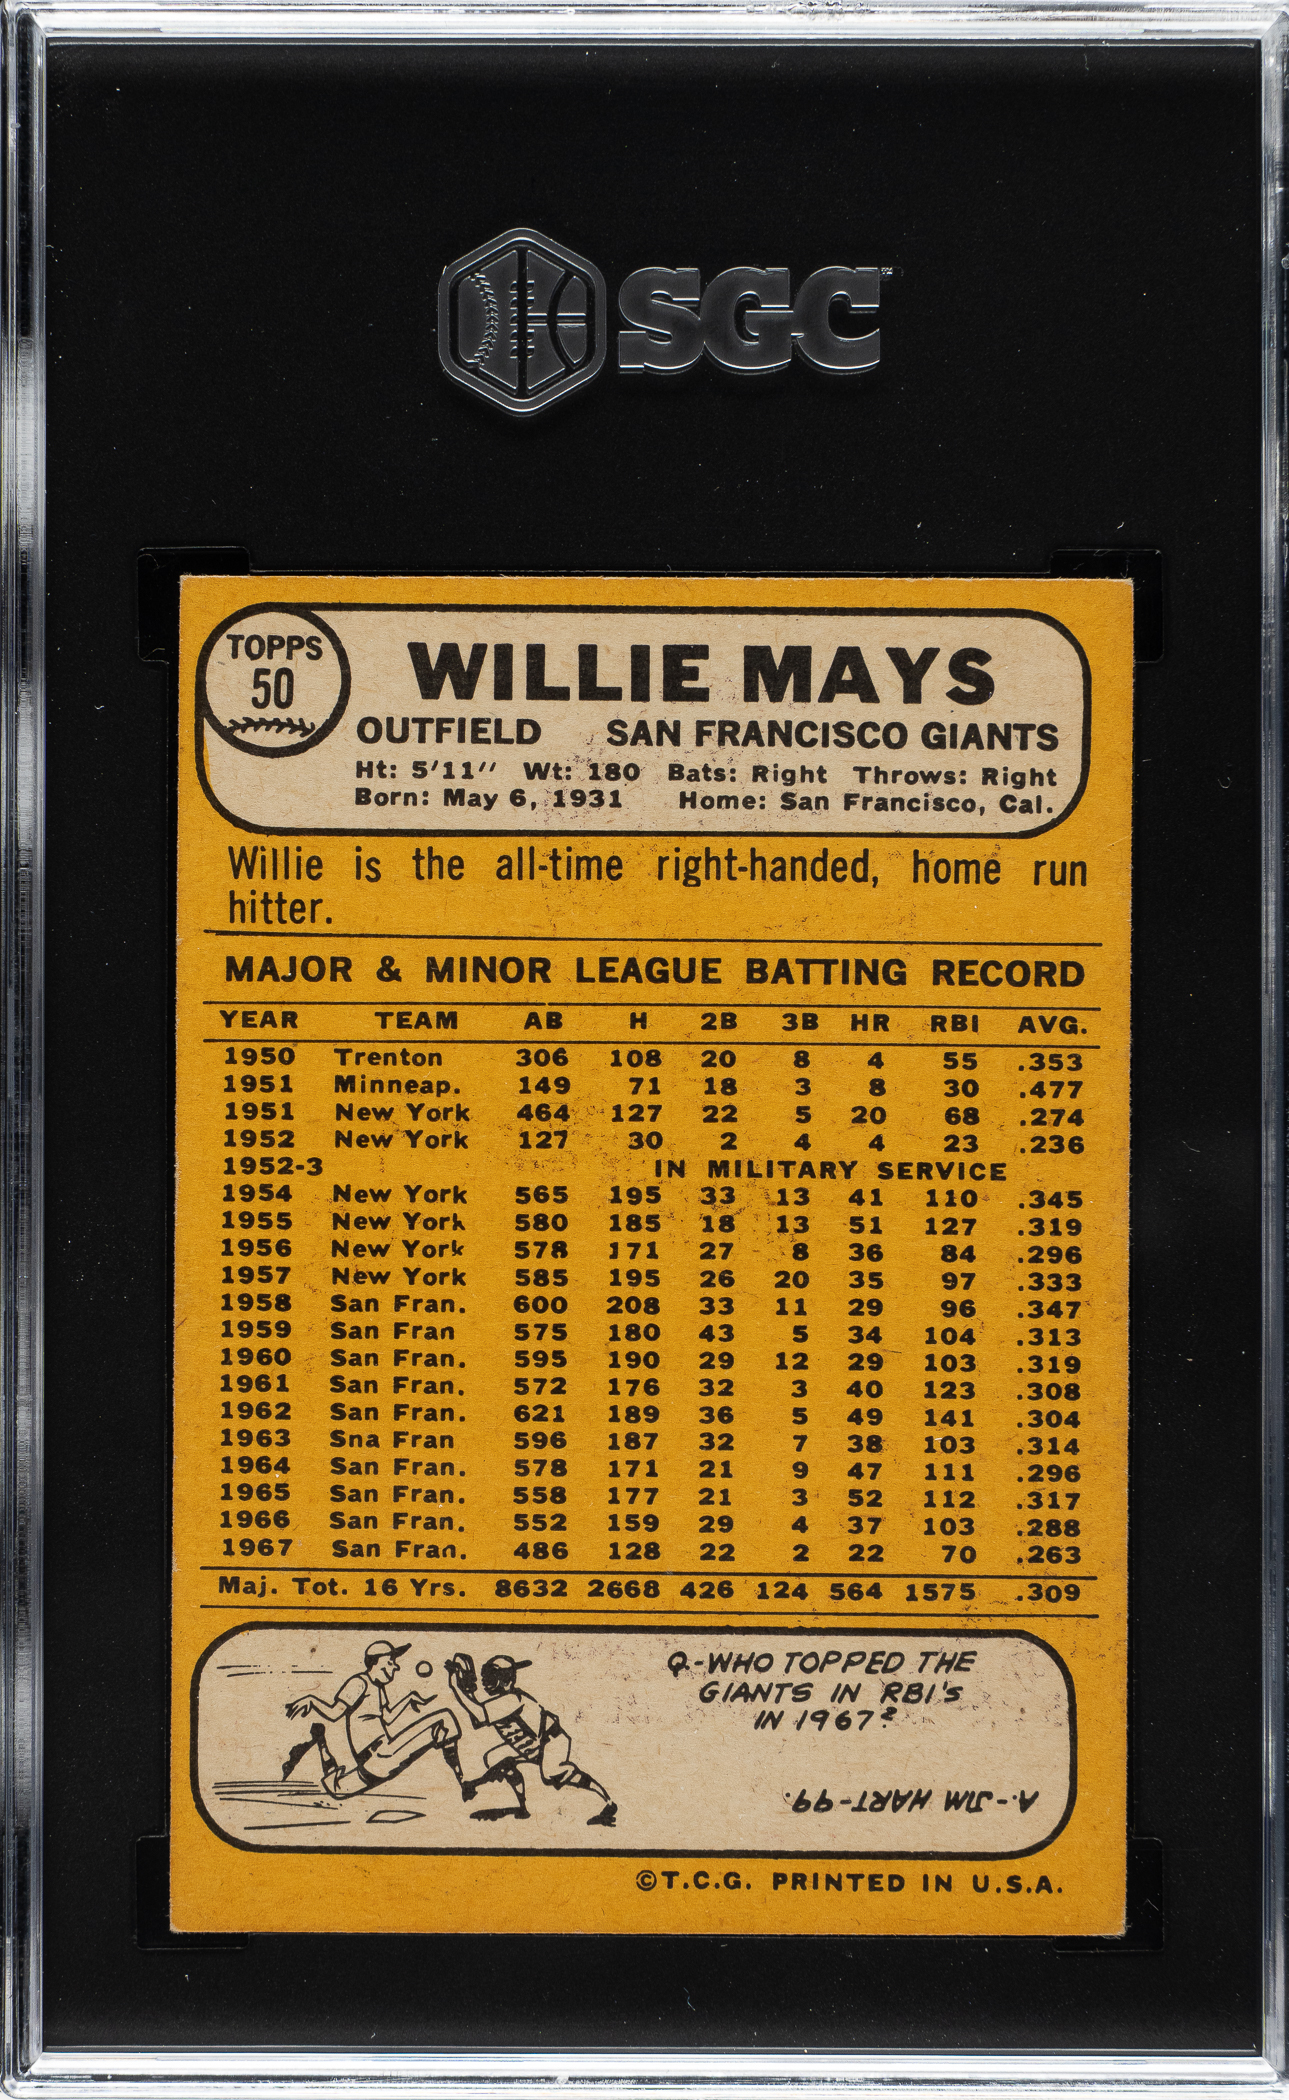 SGC
TOPPS
50
WILLIE MAYS
OUTFIELD SAN FRANCISCO GIANTS
Ht: 5'11" Wt: 180 Bats: Right Throws: Right
Born: May 6, 1931 Home: San Francisco, Cal.
Willie is the all-time right-handed, home run
hitter.
MAJOR & MINOR LEAGUE BATTING RECORD
YEAR TEAM AB H 2B 3B HR RBI AVG.
1950 Trenton 306 108 20 8 4 55 .353
1951 Minneap. 149 71 18 3 8 30 .477
1951 New York 464 127 22 5 20 68 .274
1952 New York 127 30 2 4 4 23 .236
1952-3 IN MILITARY SERVICE
1954 New York 565 195 33 13 41 110 .345
1955 New York 580 185 18 13 51 127 .319
1956 New York 578 171 27 8 36 84 .296
1957 New York 585 195 26 20 35 97 .333
1958 San Fran. 600 208 33 11 29 96 .347
1959 San Fran 575 180 43 5 34 104 .313
1960 San Fran. 595 190 29 12 29 103 .319
1961 San Fran. 572 176 32 3 40 123 .308
1962 San Fran. 621 189 36 5 49 141 .304
1963 Sna Fran 596 187 32 7 38 103 .314
1964 San Fran. 578 171 21 9 47 111 .296
1965 San Fran. 558 177 21 3 52 112 .317
1966 San Fran. 552 159 29 4 37 103 .288
1967 San Fran. 486 128 22 2 22 70 .263
Maj. Tot. 16 Yrs. 8632 2668 426 124 564 1575 .309
Q.-WHO TOPPED THE
GIANTS IN RBI's
IN 1967?
A.-JIM HART-99.
©T.C.G. PRINTED IN U.S.A.